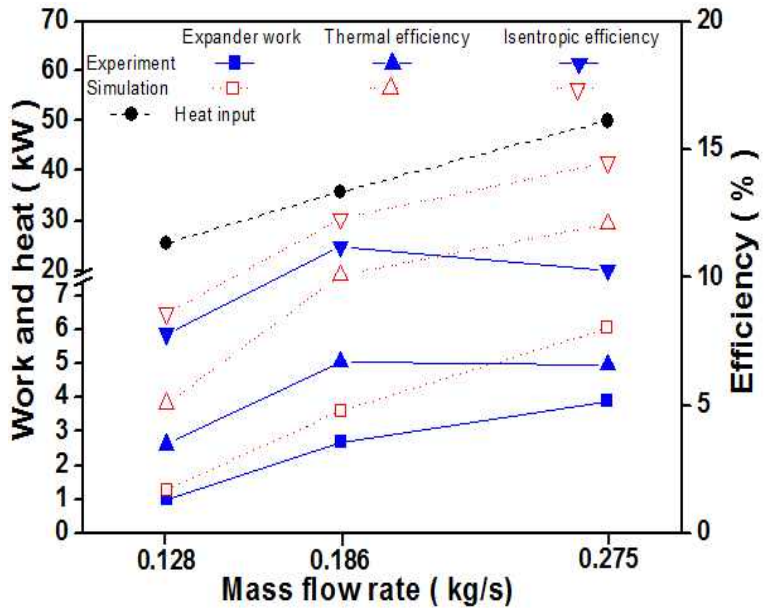 70
60
50
40
30
20
7
6
5
4
3
2
1
0
Work and heat ( kW )
Expander work Thermal efficiency Isentropic efficiency
Experiment
Simulation
Heat input
20
15
10
5
0
Efficiency ( % )
0.128 0.186 0.275
Mass flow rate ( kg/s)